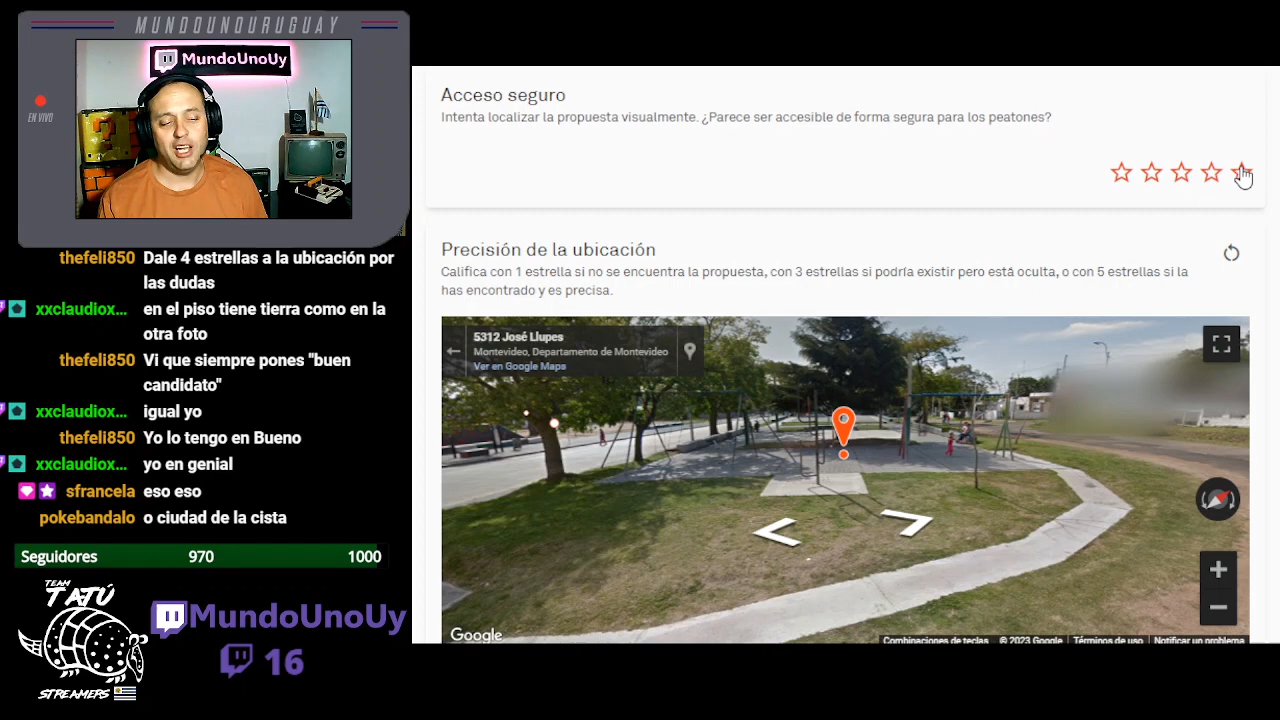 MUNDOUNOURUGUAY
MundoUnoUy
EN VIVO
thefeli850 Dale 4 estrellas a la ubicación por
las dudas
xxclaudiox... en el piso tiene tierra como en la
otra foto
thefeli850 Vi que siempre pones "buen
candidato"
xxclaudiox... igual yo
thefeli850 Yo lo tengo en Bueno
xxclaudiox... yo en genial
sfrancela eso eso
pokebandalo o ciudad de la cista
Seguidores 970 1000
TEAM
TATÚ
STREAMERS
MundoUnoUy
16
Acceso seguro
Intenta localizar la propuesta visualmente. ¿Parece ser accesible de forma segura para los peatones?
Precisión de la ubicación
Califica con 1 estrella si no se encuentra la propuesta, con 3 estrellas si podría existir pero está oculta, o con 5 estrellas si la
has encontrado y es precisa.
5312 José Llupes
Montevideo, Departamento de Montevideo
Ver en Google Maps
Google
Combinaciones de teclas © 2023 Google Términos de uso Notificar un problema